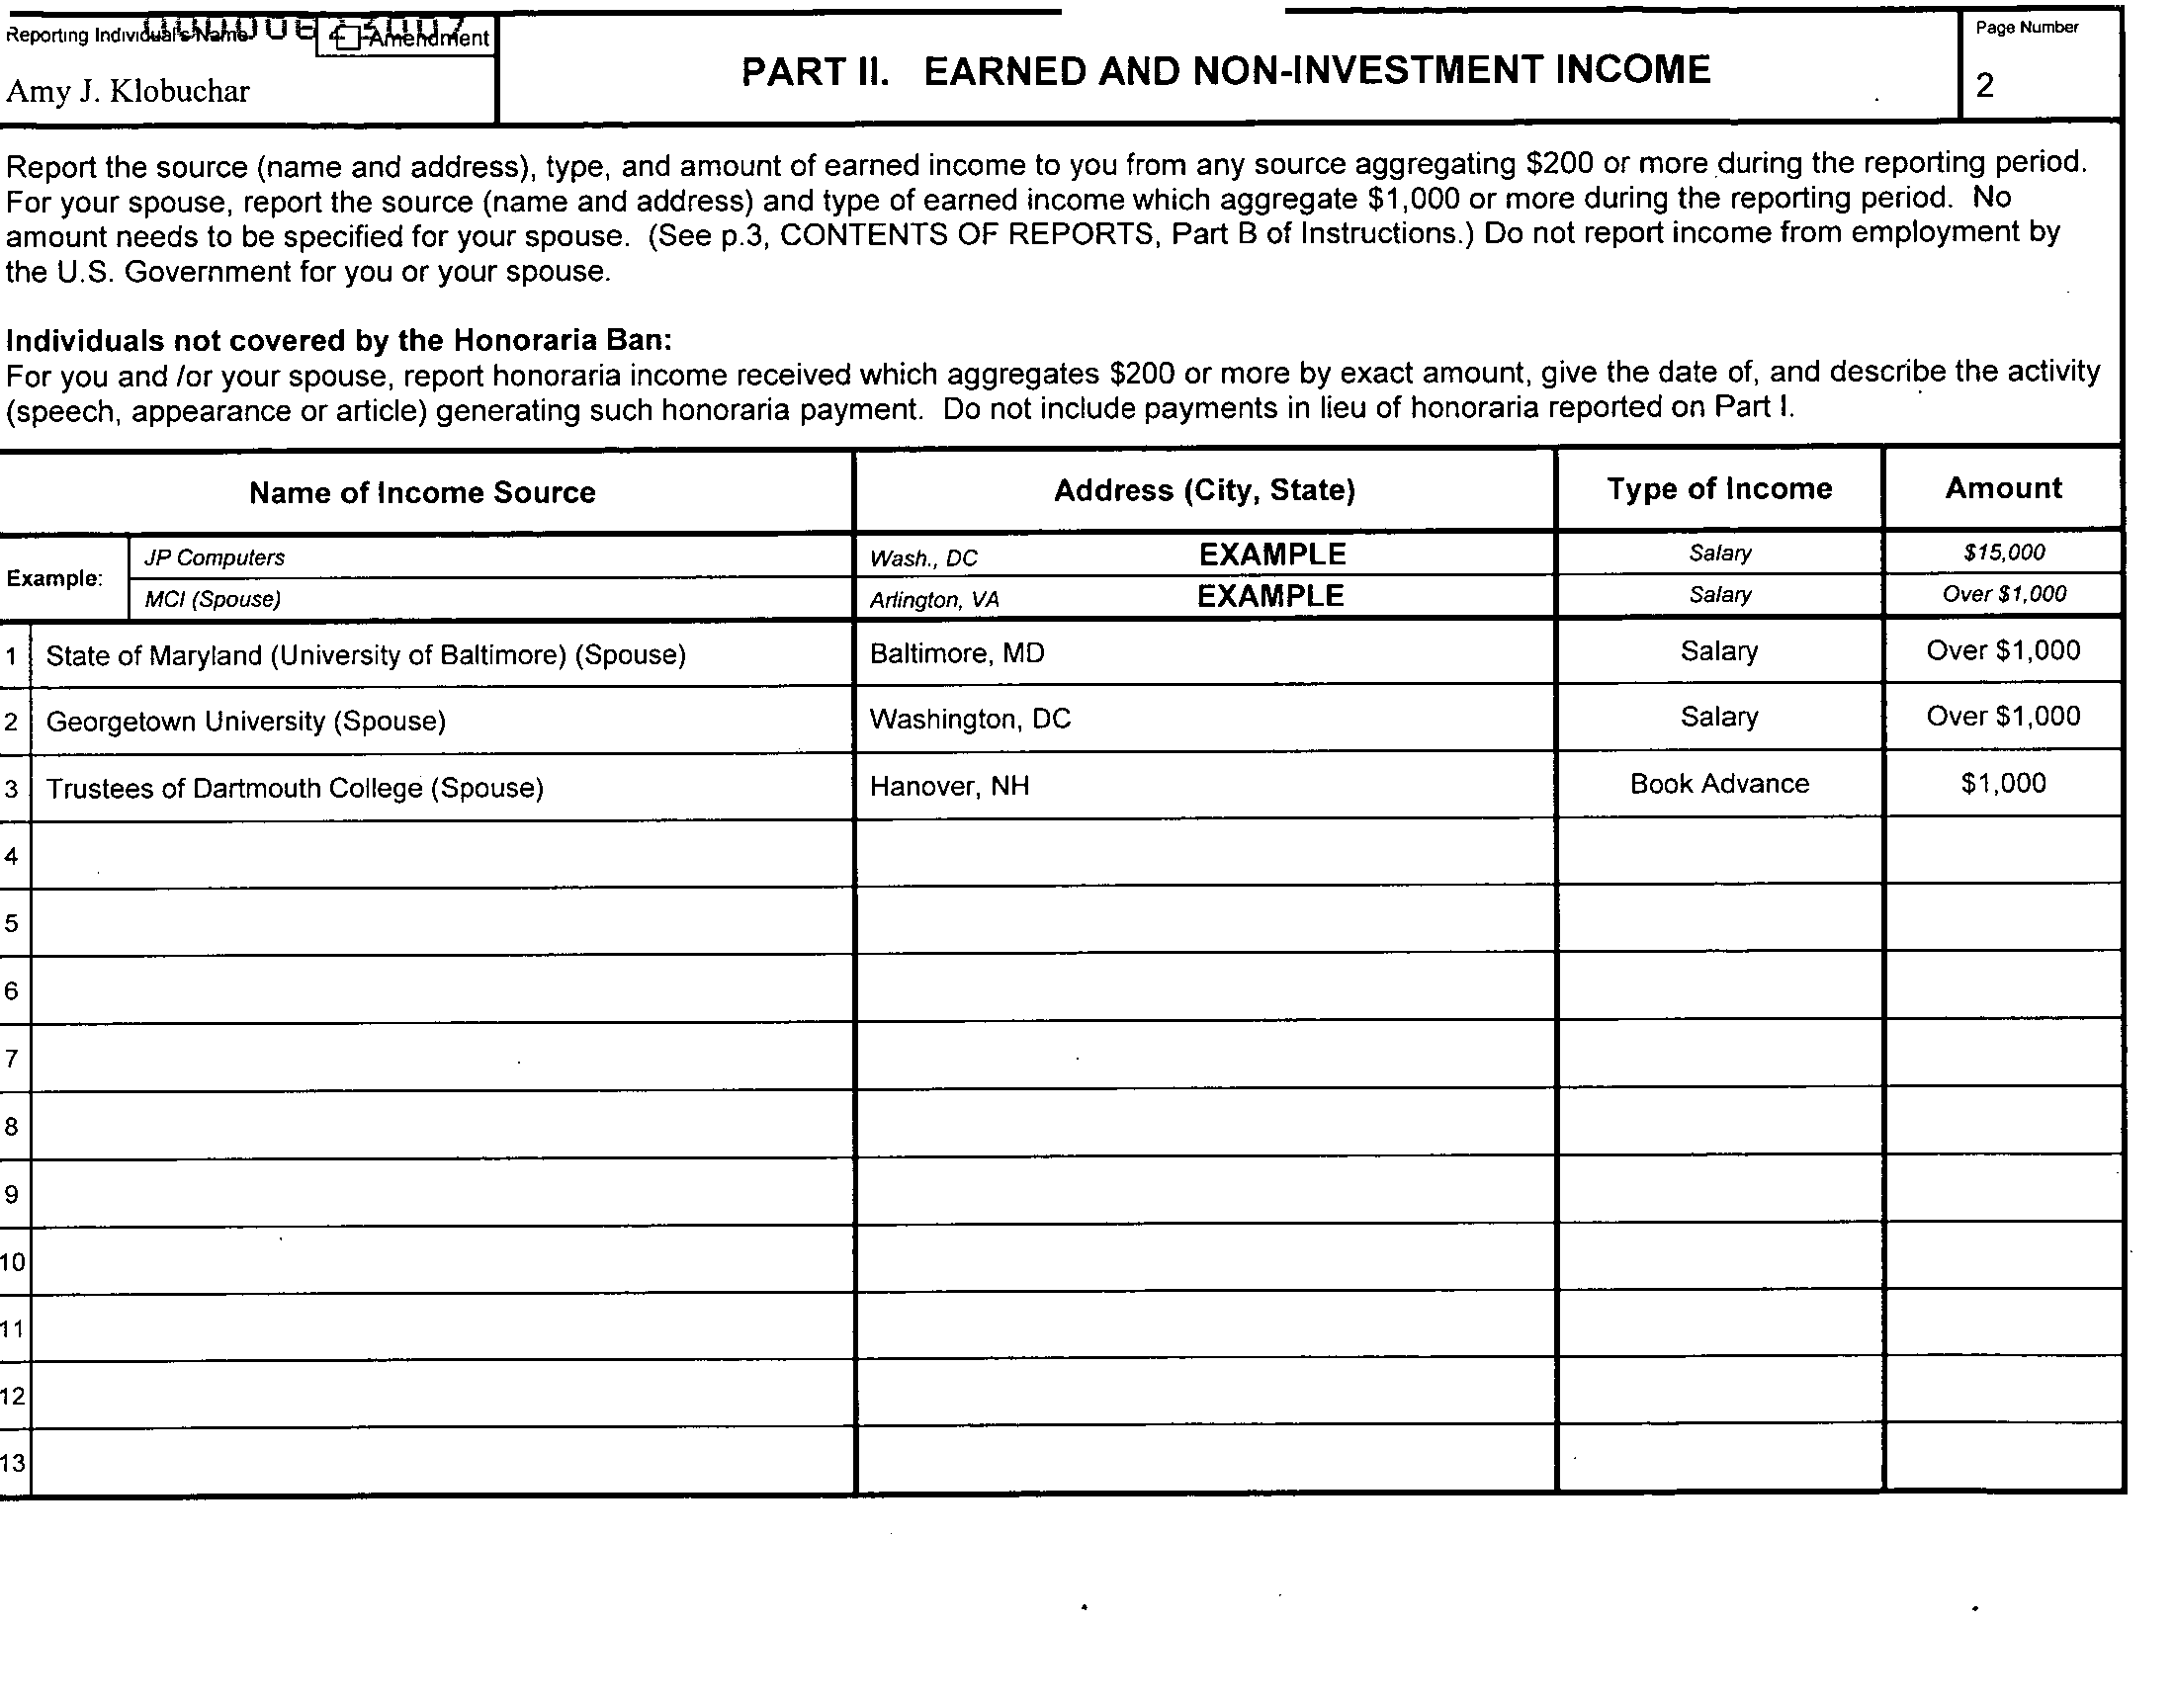 Reporting Individual's Name
Amendment
Amy J. Klobuchar
PART II. EARNED AND NON-INVESTMENT INCOME
Page Number
2
Report the source (name and address), type, and amount of earned income to you from any source aggregating $200 or more during the reporting period.
For your spouse, report the source (name and address) and type of earned income which aggregate $1,000 or more during the reporting period. No
amount needs to be specified for your spouse. (See p.3, CONTENTS OF REPORTS, Part B of Instructions.) Do not report income from employment by
the U.S. Government for you or your spouse.
Individuals not covered by the Honoraria Ban:
For you and /or your spouse, report honoraria income received which aggregates $200 or more by exact amount, give the date of, and describe the activity
(speech, appearance or article) generating such honoraria payment. Do not include payments in lieu of honoraria reported on Part I.
Name of Income Source Address (City, State) Type of Income Amount
Example:
JP Computers Wash., DC EXAMPLE Salary $15,000
MCI (Spouse) Arlington, VA EXAMPLE Salary Over $1,000
1 State of Maryland (University of Baltimore) (Spouse) Baltimore, MD Salary Over $1,000
2 Georgetown University (Spouse) Washington, DC Salary Over $1,000
3 Trustees of Dartmouth College (Spouse) Hanover, NH Book Advance $1,000
4
5
6
7
8
9
10
11
12
13